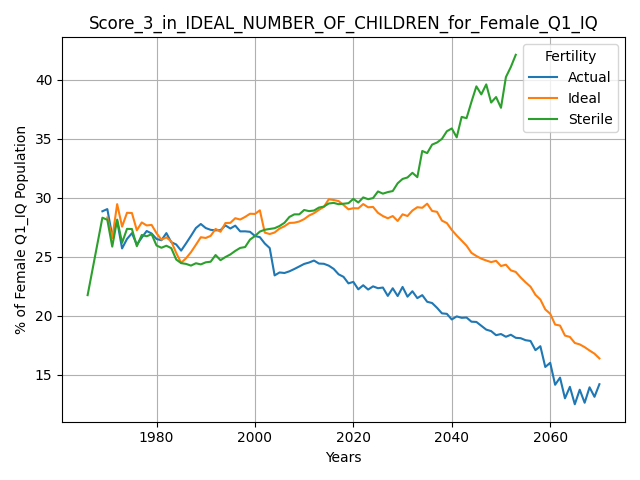 Score_3_in_IDEAL_NUMBER_OF_CHILDREN_for_Female_Q1_IQ
Fertility
Actual
Ideal
Sterile
% of Female Q1_IQ Population
40
35
30
25
20
15
1980
2000
2020
2040
2060
Years